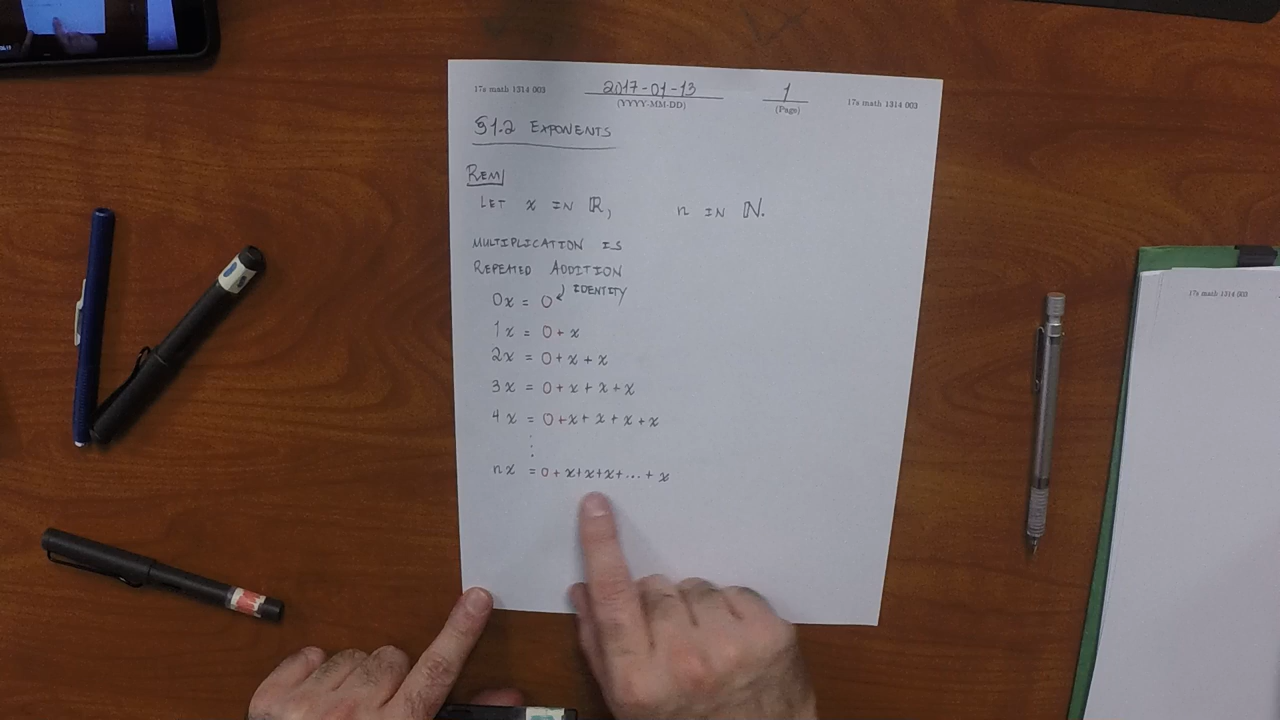 17s math 1314 003 2017-01-13 1 17s math 1314 003
(YYYY-MM-DD) (Page)
§1.2 EXPONENTS
REM
LET x IN ℝ, n IN ℕ.
MULTIPLICATION IS
REPEATED ADDITION
IDENTITY
0x = 0
1x = 0 + x
2x = 0 + x + x
3x = 0 + x + x + x
4x = 0 + x + x + x + x
⋮
nx = 0 + x + x + x + ... + x
17s math 1314 003